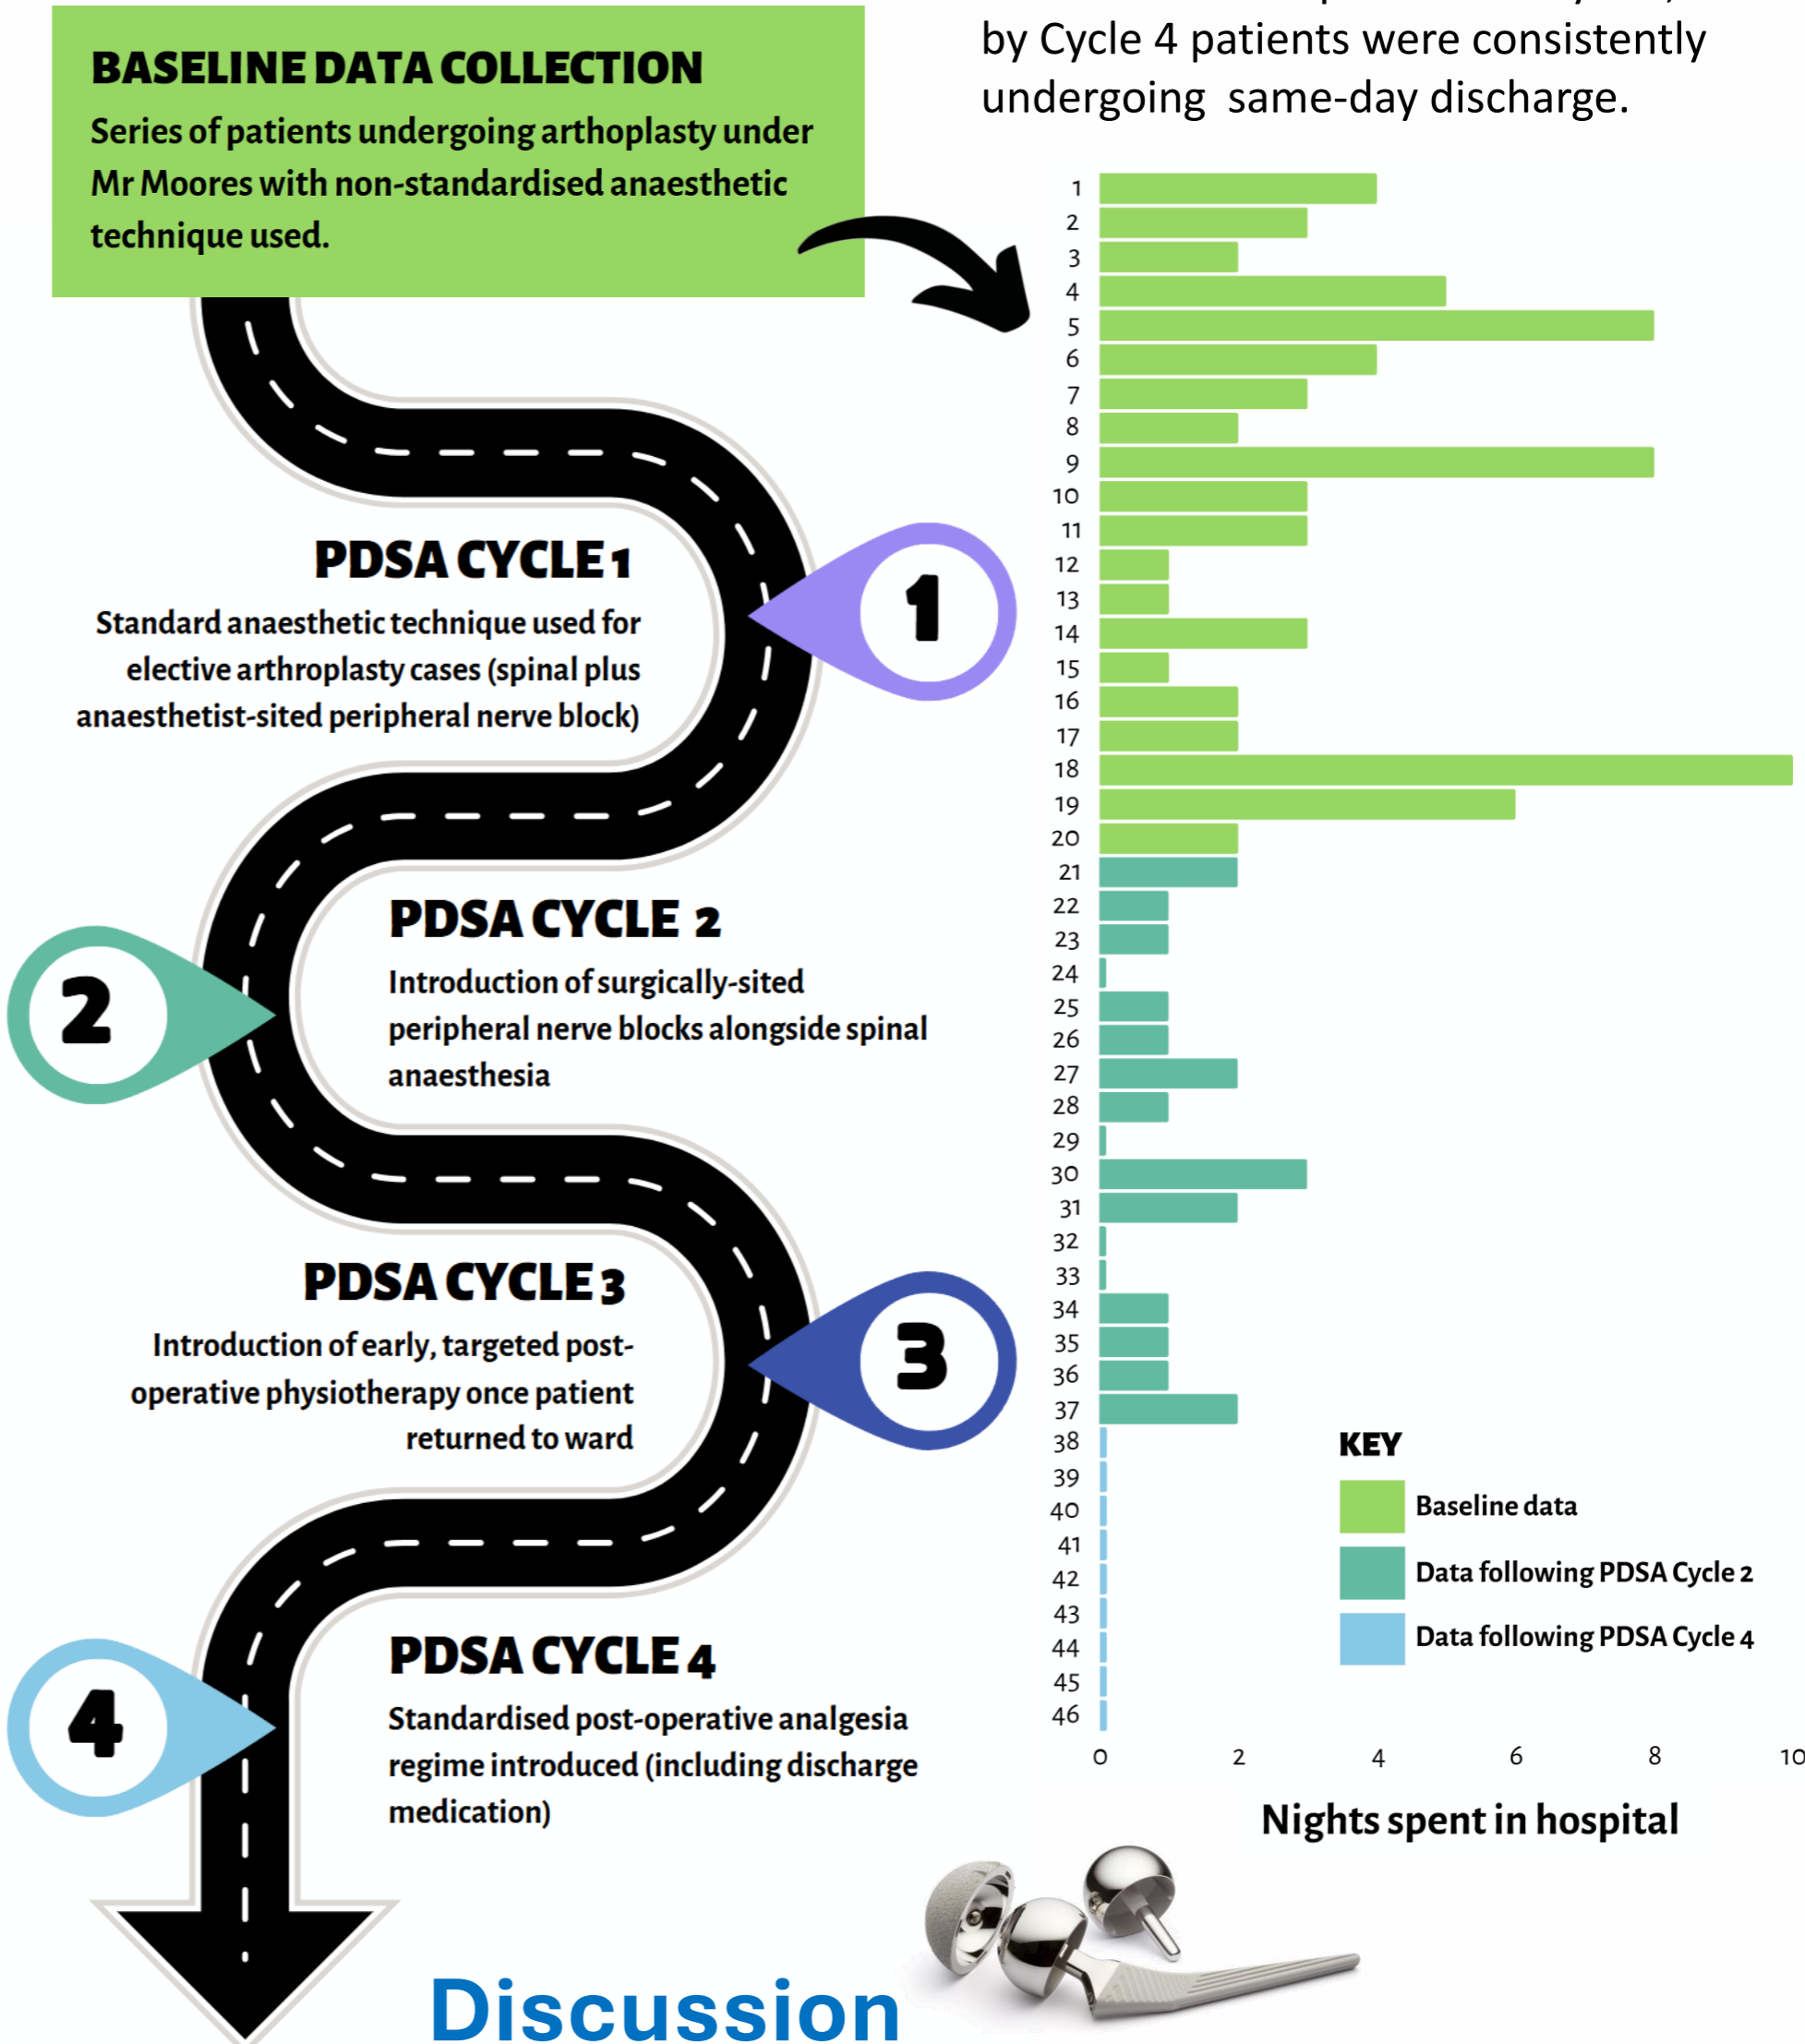 BASELINE DATA COLLECTION
Series of patients undergoing arthoplasty under
Mr Moores with non-standardised anaesthetic
technique used.
by Cycle 4 patients were consistently
undergoing same-day discharge.
PDSA CYCLE 1
Standard anaesthetic technique used for
elective arthroplasty cases (spinal plus
anaesthetist-sited peripheral nerve block)
1
PDSA CYCLE 2
Introduction of surgically-sited
peripheral nerve blocks alongside spinal
anaesthesia
2
PDSA CYCLE 3
Introduction of early, targeted post-
operative physiotherapy once patient
returned to ward
3
PDSA CYCLE 4
Standardised post-operative analgesia
regime introduced (including discharge
medication)
4
1
2
3
4
5
6
7
8
9
10
11
12
13
14
15
16
17
18
19
20
21
22
23
24
25
26
27
28
29
30
31
32
33
34
35
36
37
38
39
40
41
42
43
44
45
46
KEY
Baseline data
Data following PDSA Cycle 2
Data following PDSA Cycle 4
0 2 4 6 8 10
Nights spent in hospital
Discussion